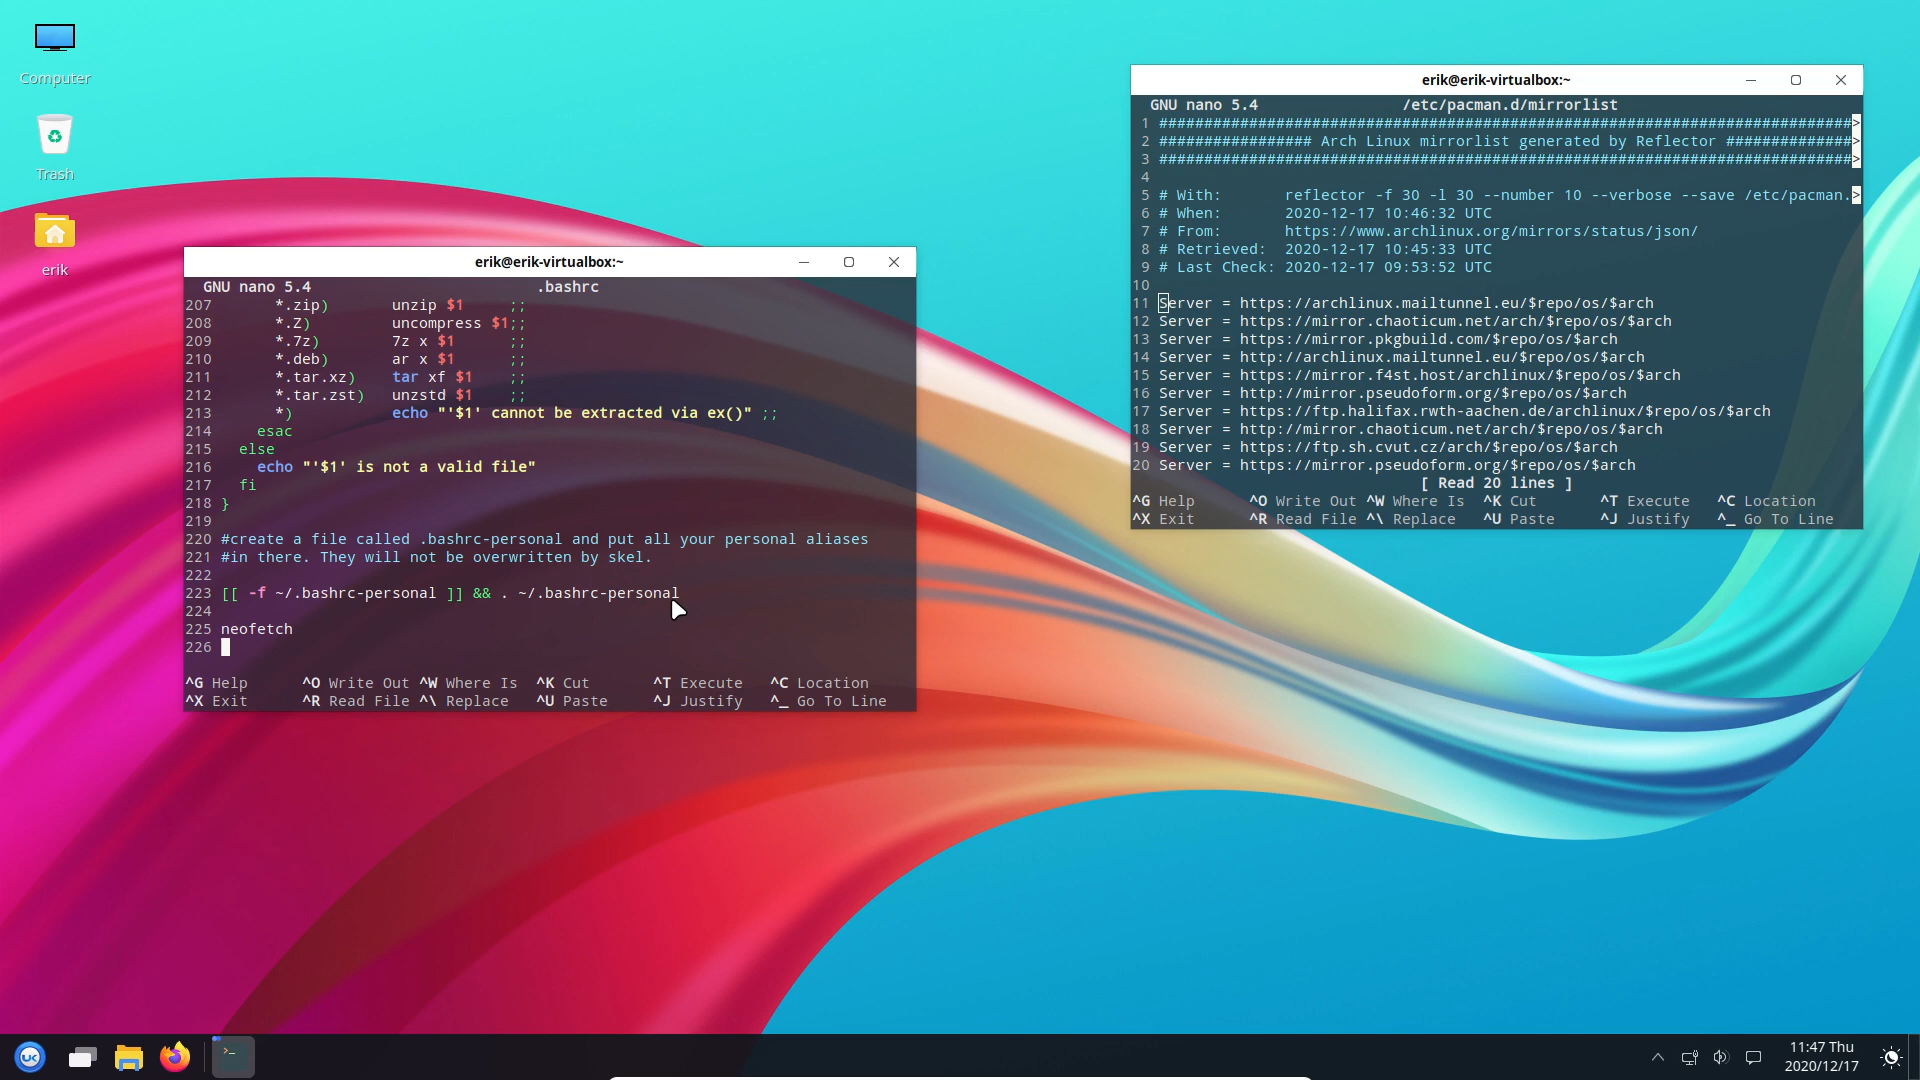 Computer
Trash
erik
erik@erik-virtualbox:~
GNU nano 5.4 .bashrc
207 *.zip) unzip $1 ;;
208 *.Z) uncompress $1;;
209 *.7z) 7z x $1 ;;
210 *.deb) ar x $1 ;;
211 *.tar.xz) tar xf $1 ;;
212 *.tar.zst) unzstd $1 ;;
213 *) echo "'$1' cannot be extracted via ex()" ;;
214 esac
215 else
216 echo "'$1' is not a valid file"
217 fi
218 }
219
220 #create a file called .bashrc-personal and put all your personal aliases
221 #in there. They will not be overwritten by skel.
222
223 [[ -f ~/.bashrc-personal ]] && . ~/.bashrc-personal
224
225 neofetch
226
^G Help ^O Write Out ^W Where Is ^K Cut ^T Execute ^C Location
^X Exit ^R Read File ^\ Replace ^U Paste ^J Justify ^_ Go To Line
erik@erik-virtualbox:~
GNU nano 5.4 /etc/pacman.d/mirrorlist
1 #############################################################################>
2 ################# Arch Linux mirrorlist generated by Reflector ##############>
3 #############################################################################>
4
5 # With: reflector -f 30 -l 30 --number 10 --verbose --save /etc/pacman.>
6 # When: 2020-12-17 10:46:32 UTC
7 # From: https://www.archlinux.org/mirrors/status/json/
8 # Retrieved: 2020-12-17 10:45:33 UTC
9 # Last Check: 2020-12-17 09:53:52 UTC
10
11 Server = https://archlinux.mailtunnel.eu/$repo/os/$arch
12 Server = https://mirror.chaoticum.net/arch/$repo/os/$arch
13 Server = https://mirror.pkgbuild.com/$repo/os/$arch
14 Server = http://archlinux.mailtunnel.eu/$repo/os/$arch
15 Server = https://mirror.f4st.host/archlinux/$repo/os/$arch
16 Server = http://mirror.pseudoform.org/$repo/os/$arch
17 Server = https://ftp.halifax.rwth-aachen.de/archlinux/$repo/os/$arch
18 Server = http://mirror.chaoticum.net/arch/$repo/os/$arch
19 Server = https://ftp.sh.cvut.cz/arch/$repo/os/$arch
20 Server = https://mirror.pseudoform.org/$repo/os/$arch
[ Read 20 lines ]
^G Help ^O Write Out ^W Where Is ^K Cut ^T Execute ^C Location
^X Exit ^R Read File ^\ Replace ^U Paste ^J Justify ^_ Go To Line
UC
>_
11:47 Thu
2020/12/17